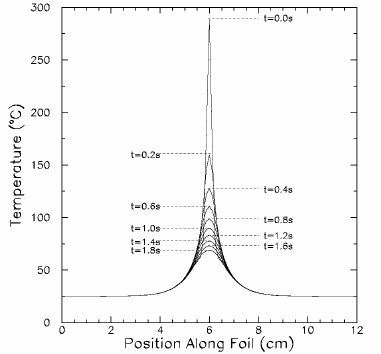 300
t=0.0s
250
Temperature (°C)
200
t=0.2s
150
t=0.4s
t=0.6s
100
t=0.8s
t=1.0s
t=1.2s
t=1.4s
t=1.6s
t=1.8s
50
0
0 2 4 6 8 10 12
Position Along Foil (cm)